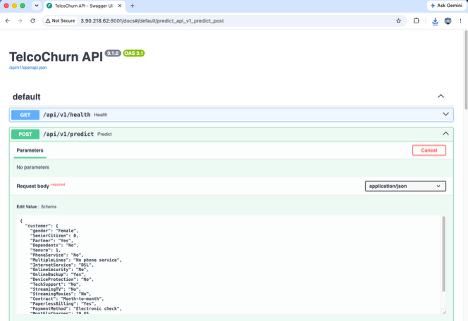 TelcoChurn API - Swagger UI
Ask Gemini
Not Secure 3.90.218.62:8001/docs#/default/predict_api_v1_predict_post
TelcoChurn API 0.1.0 OAS 3.1
/api/v1/openapi.json
default
GET /api/v1/health Health
POST /api/v1/predict Predict
Parameters Cancel
No parameters
Request body required application/json
Edit Value Schema
{
"customer": {
"gender": "Female",
"SeniorCitizen": 0,
"Partner": "Yes",
"Dependents": "No",
"tenure": 1,
"PhoneService": "No",
"MultipleLines": "No phone service",
"InternetService": "DSL",
"OnlineSecurity": "No",
"OnlineBackup": "Yes",
"DeviceProtection": "No",
"TechSupport": "No",
"StreamingTV": "No",
"StreamingMovies": "No",
"Contract": "Month-to-month",
"PaperlessBilling": "Yes",
"PaymentMethod": "Electronic check",